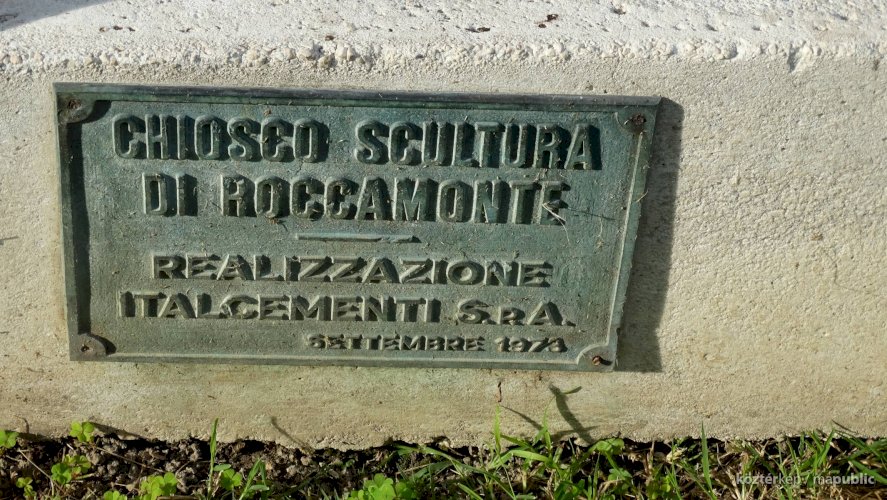 CHIOSCO SCULTURA
DI ROCCAMONTE
REALIZZAZIONE
ITALCEMENTI S.P.A.
SETTEMBRE 1973
köztérkép / mapublic